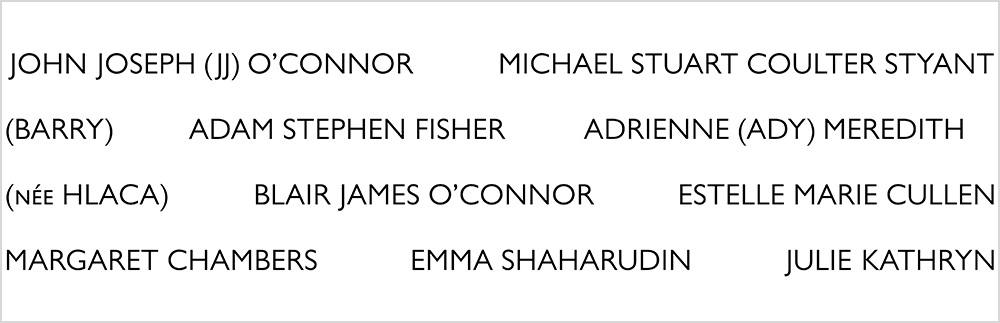 JOHN JOSEPH (JJ) O’CONNOR MICHAEL STUART COULTER STYANT
(BARRY) ADAM STEPHEN FISHER ADRIENNE (ADY) MEREDITH
(NÉE HLACA) BLAIR JAMES O’CONNOR ESTELLE MARIE CULLEN
MARGARET CHAMBERS EMMA SHAHARUDIN JULIE KATHRYN